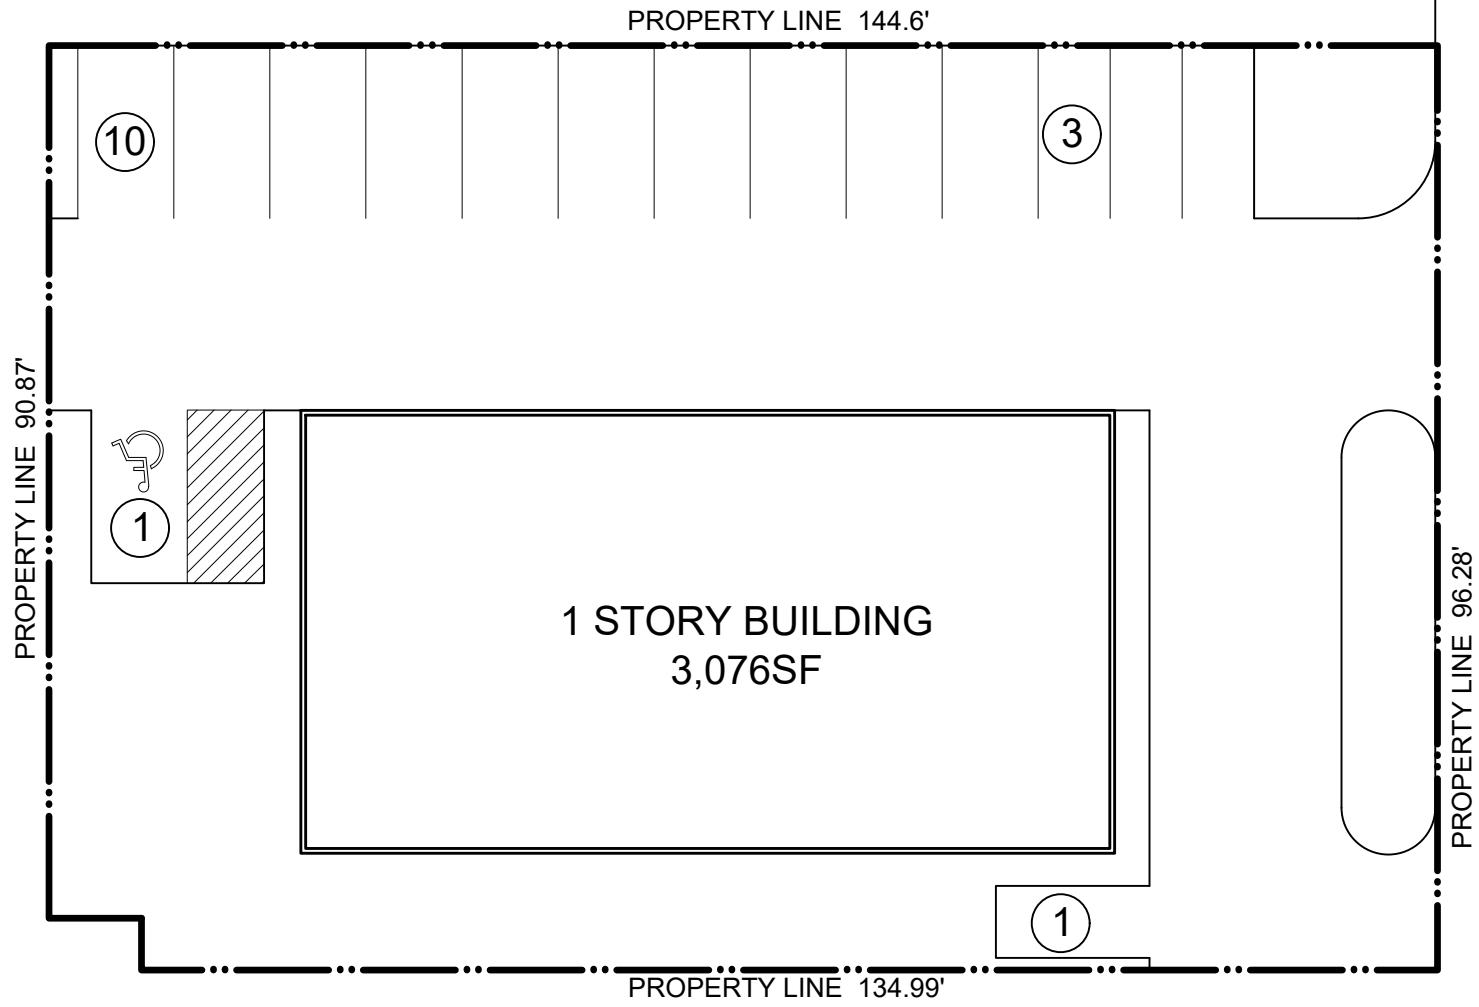 PROPERTY LINE 144.6'
10
3
PROPERTY LINE 90.87'
1
1 STORY BUILDING
3,076SF
PROPERTY LINE 96.28'
1
PROPERTY LINE 134.99'